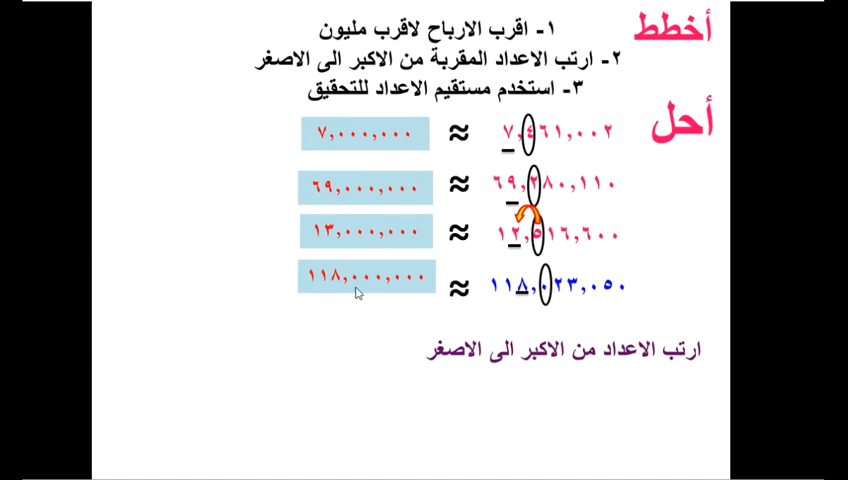 أخطط
١- اقرب الارباح لاقرب مليون
٢- ارتب الاعداد المقربة من الاكبر الى الاصغر
٣- استخدم مستقيم الاعداد للتحقيق
أحل
٧,٤٦١,٠٠٢ ≈ ٧,٠٠٠,٠٠٠
٦٩,٢٨٠,١١٠ ≈ ٦٩,٠٠٠,٠٠٠
١٢,٥١٦,٦٠٠ ≈ ١٣,٠٠٠,٠٠٠
١١٨,٠٢٣,٠٥٠ ≈ ١١٨,٠٠٠,٠٠٠
ارتب الاعداد من الاكبر الى الاصغر